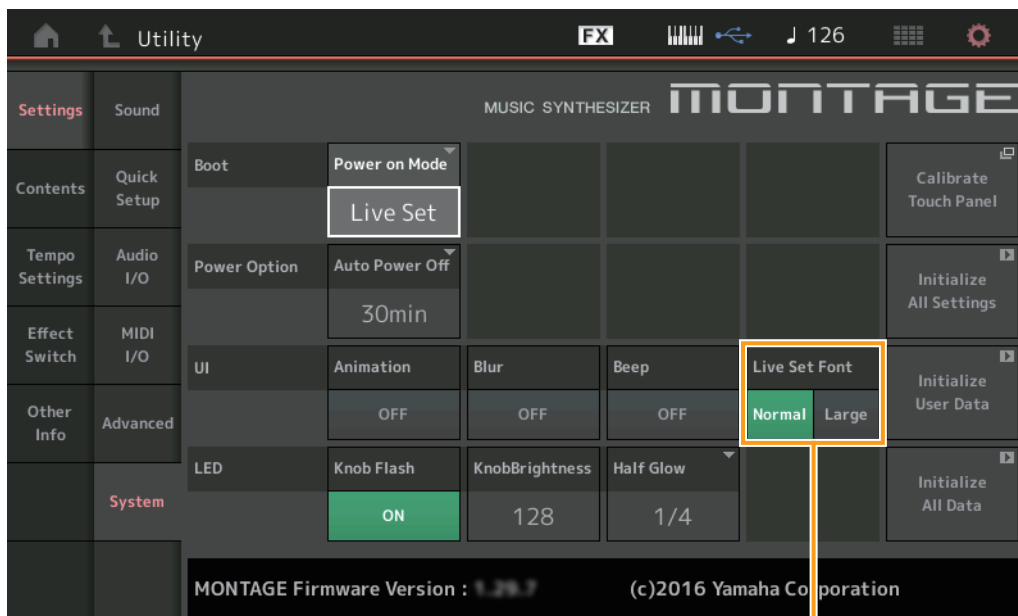 Utility FX 126
Settings
Sound
MUSIC SYNTHESIZER MONTAGE
Contents
Quick
Setup
Boot
Power on Mode
Live Set
Calibrate
Touch Panel
Tempo
Settings
Audio
I/O
Power Option
Auto Power Off
30min
Initialize
All Settings
Effect
Switch
MIDI
I/O
UI
Animation
OFF
Blur
OFF
Beep
OFF
Live Set Font
Normal Large
Initialize
User Data
Other
Info
Advanced
LED
Knob Flash
ON
KnobBrightness
128
Half Glow
1/4
Initialize
All Data
System
MONTAGE Firmware Version : (c)2016 Yamaha Corporation